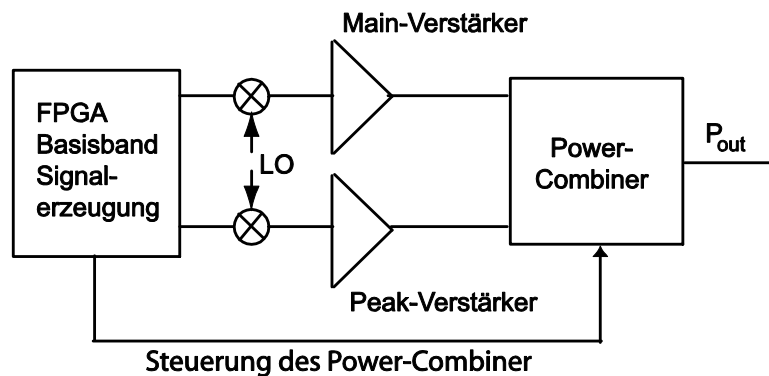 Main-Verstärker
FPGA
Basisband
Signal-
erzeugung
LO
Power-
Combiner
Pout
Peak-Verstärker
Steuerung des Power-Combiner